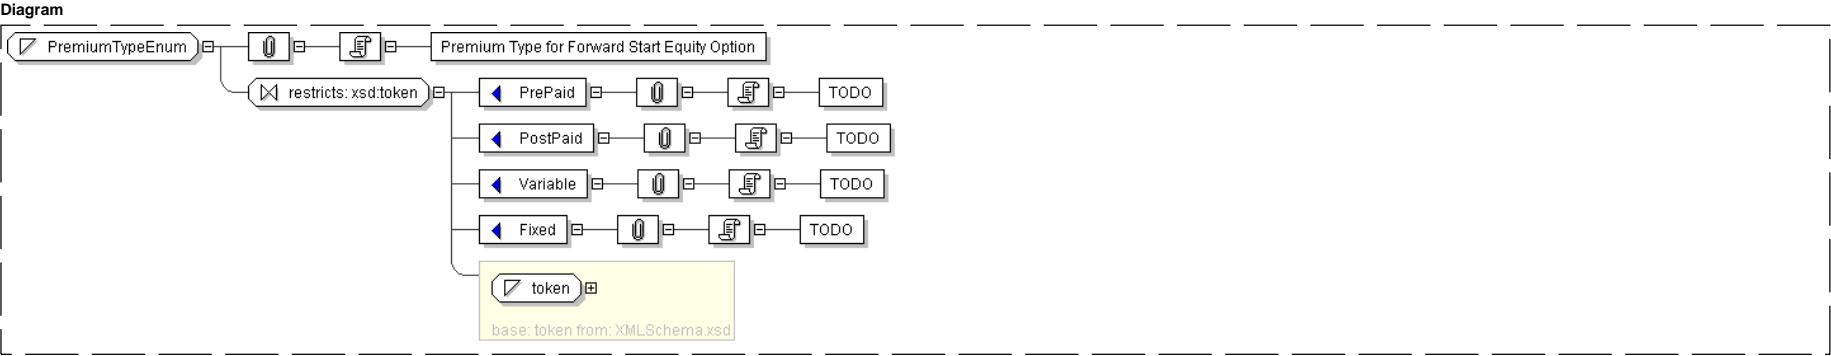 Diagram
PremiumTypeEnum Premium Type for Forward Start Equity Option
restricts: xsd:token PrePaid TODO
PostPaid TODO
Variable TODO
Fixed TODO
token
base: token from: XMLSchema.xsd